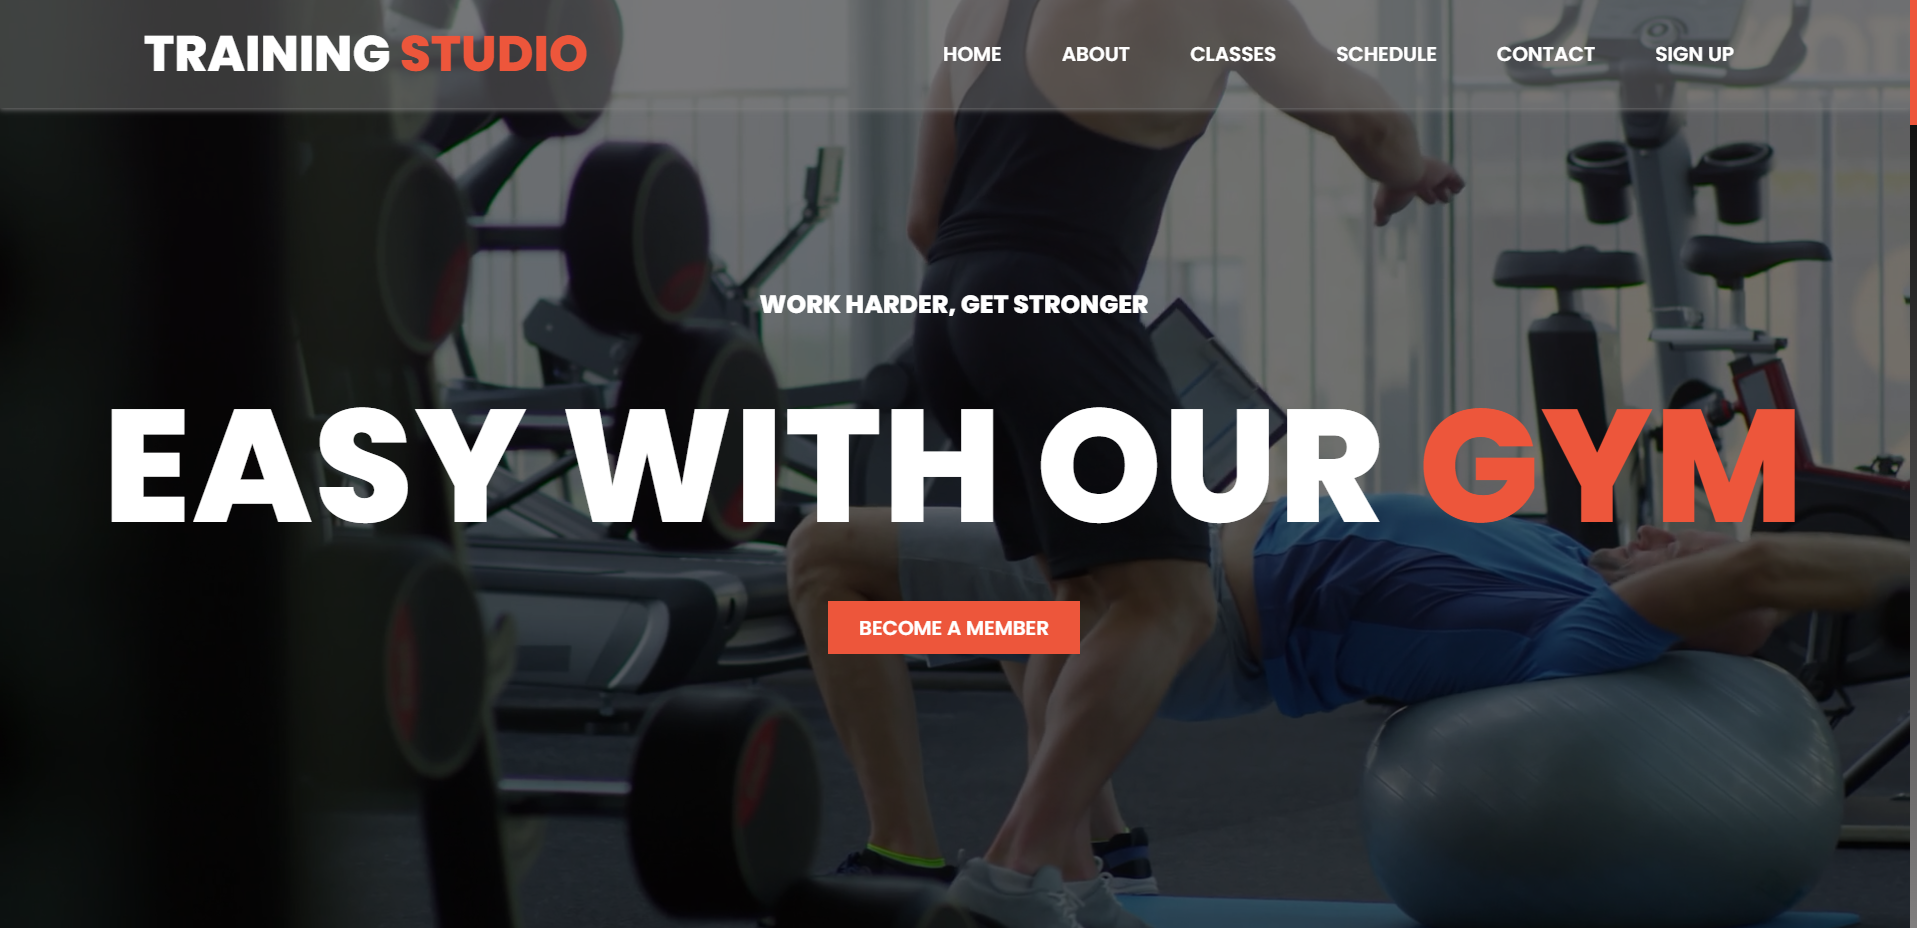 TRAINING STUDIO
HOME
ABOUT
CLASSES
SCHEDULE
CONTACT
SIGN UP
WORK HARDER, GET STRONGER
EASY WITH OUR GYM
BECOME A MEMBER